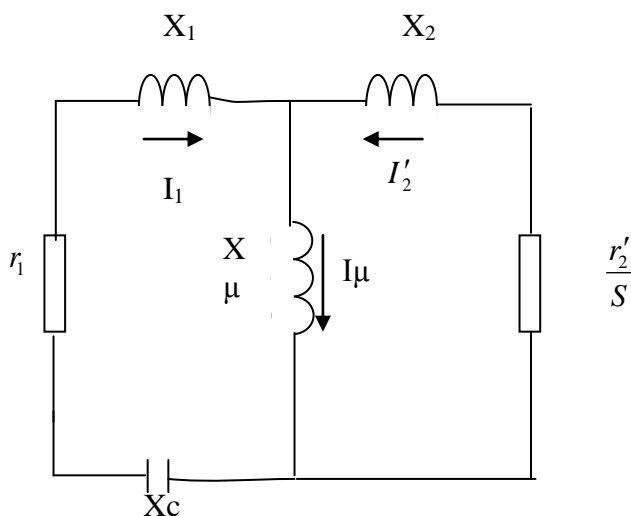 X₁
X₂
I₁
I′₂
r₁
X
μ
Iμ
r′₂
S
Xc